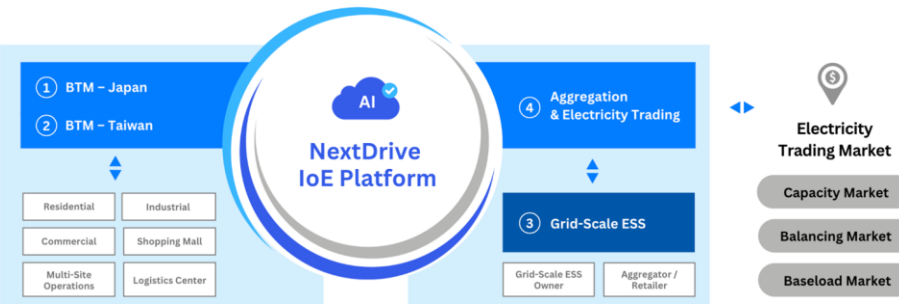 1 BTM – Japan
2 BTM – Taiwan
Residential
Industrial
Commercial
Shopping Mall
Multi-Site
Operations
Logistics Center
AI
NextDrive
IoE Platform
4 Aggregation
& Electricity Trading
3 Grid-Scale ESS
Grid-Scale ESS
Owner
Aggregator /
Retailer
$
Electricity
Trading Market
Capacity Market
Balancing Market
Baseload Market